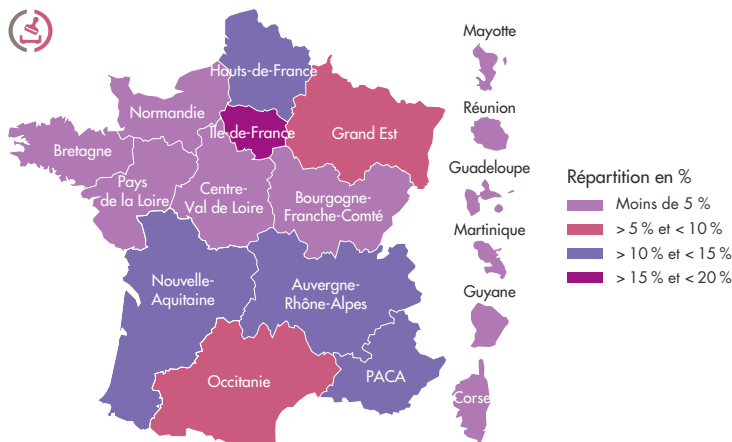 Hauts-de-France
Normandie
Île-de-France
Grand Est
Bretagne
Pays
de la Loire
Centre-
Val de Loire
Bourgogne-
Franche-Comté
Nouvelle-
Aquitaine
Auvergne-
Rhône-Alpes
Occitanie
PACA
Mayotte
Réunion
Guadeloupe
Martinique
Guyane
Corse
Répartition en %
Moins de 5 %
> 5 % et < 10 %
> 10 % et < 15 %
> 15 % et < 20 %